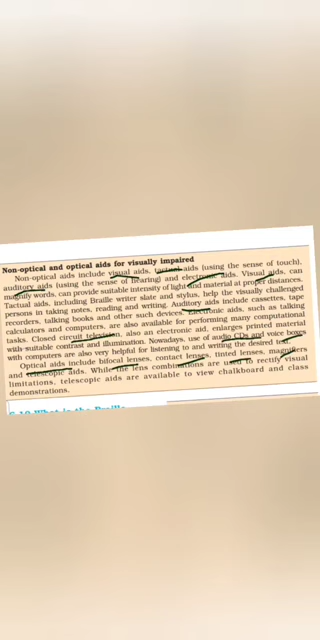 Non-optical and optical aids for visually impaired
Non-optical aids include visual aids, tactual aids (using the sense of touch),
auditory aids (using the sense of hearing) and electronic aids. Visual aids, can
magnify words, can provide suitable intensity of light and material at proper distances.
Tactual aids, including Braille writer slate and stylus, help the visually challenged
persons in taking notes, reading and writing. Auditory aids include cassettes, tape
recorders, talking books and other such devices. Electronic aids, such as talking
calculators and computers, are also available for performing many computational
tasks. Closed circuit television, also an electronic aid, enlarges printed material
with suitable contrast and illumination. Nowadays, use of audio CDs and voice boxes
with computers are also very helpful for listening to and writing the desired text.
Optical aids include bifocal lenses, contact lenses, tinted lenses, magnifiers
and telescopic aids. While the lens combinations are used to rectify visual
limitations, telescopic aids are available to view chalkboard and class
demonstrations.